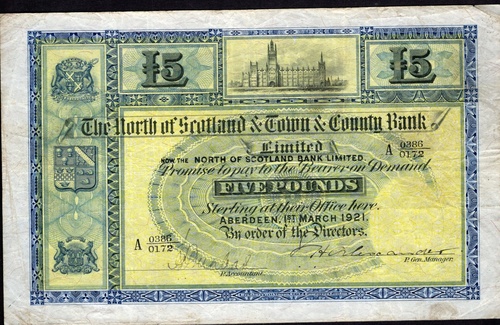 £5 £5
The North of Scotland & Town & County Bank
Limited
NOW THE NORTH OF SCOTLAND BANK LIMITED
A 0386/0172
Promise to pay to the Bearer on Demand
FIVE POUNDS
Sterling at their Office here.
ABERDEEN, 1ST MARCH 1921.
A 0386/0172
By order of the Directors.
P. Accountant.
P. Gen. Manager.